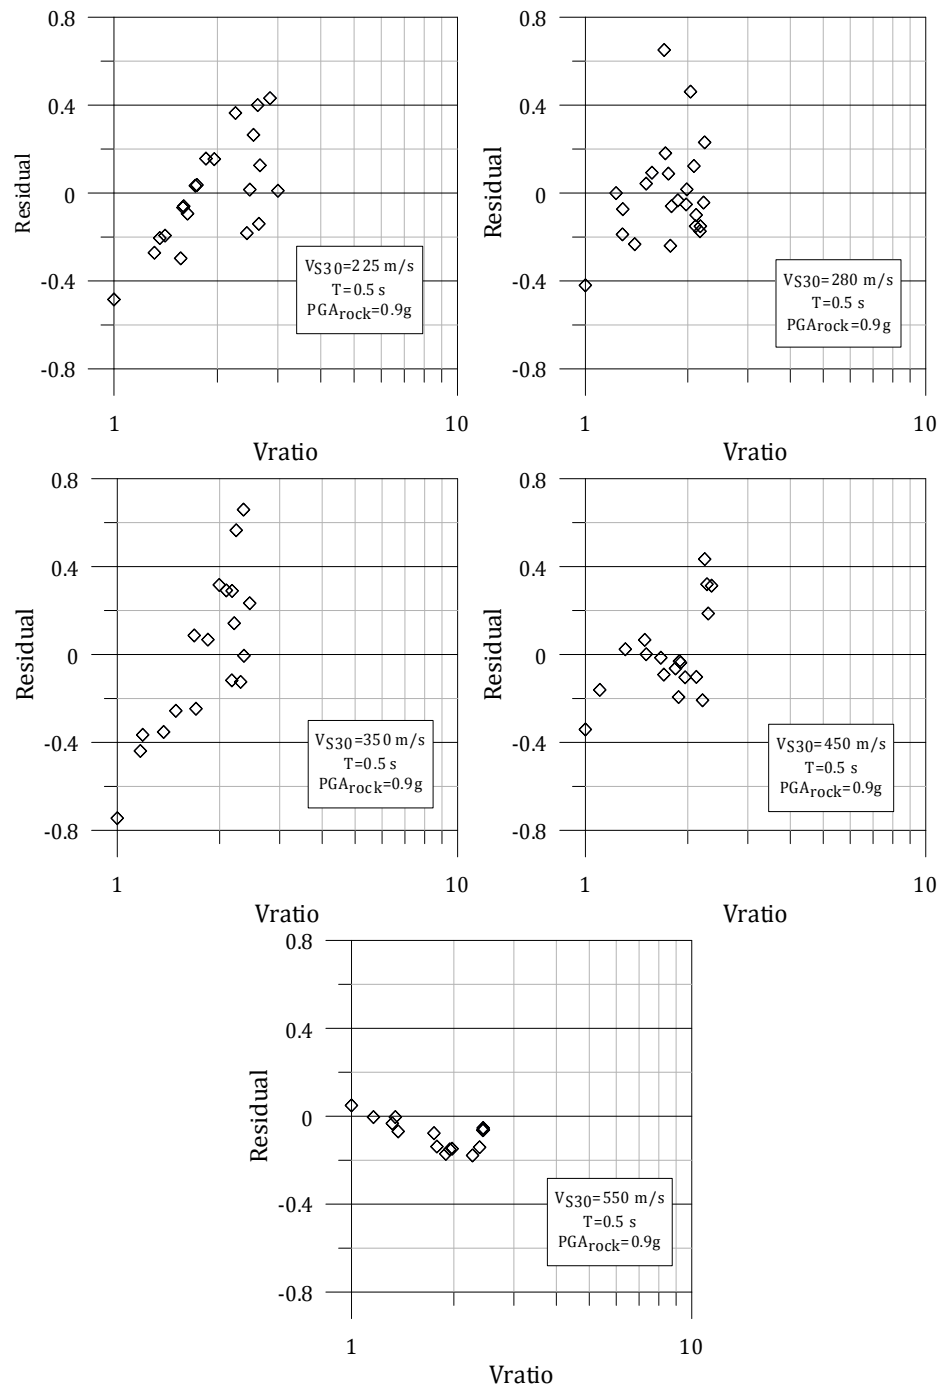 0.8
0.4
0
-0.4
-0.8
Residual
VS30=225 m/s
T=0.5 s
PGArock=0.9g
1
10
Vratio
0.8
0.4
0
-0.4
-0.8
Residual
VS30=280 m/s
T=0.5 s
PGArock=0.9g
1
10
Vratio
0.8
0.4
0
-0.4
-0.8
Residual
VS30=350 m/s
T=0.5 s
PGArock=0.9g
1
10
Vratio
0.8
0.4
0
-0.4
-0.8
Residual
VS30=450 m/s
T=0.5 s
PGArock=0.9g
1
10
Vratio
0.8
0.4
0
-0.4
-0.8
Residual
VS30=550 m/s
T=0.5 s
PGArock=0.9g
1
10
Vratio